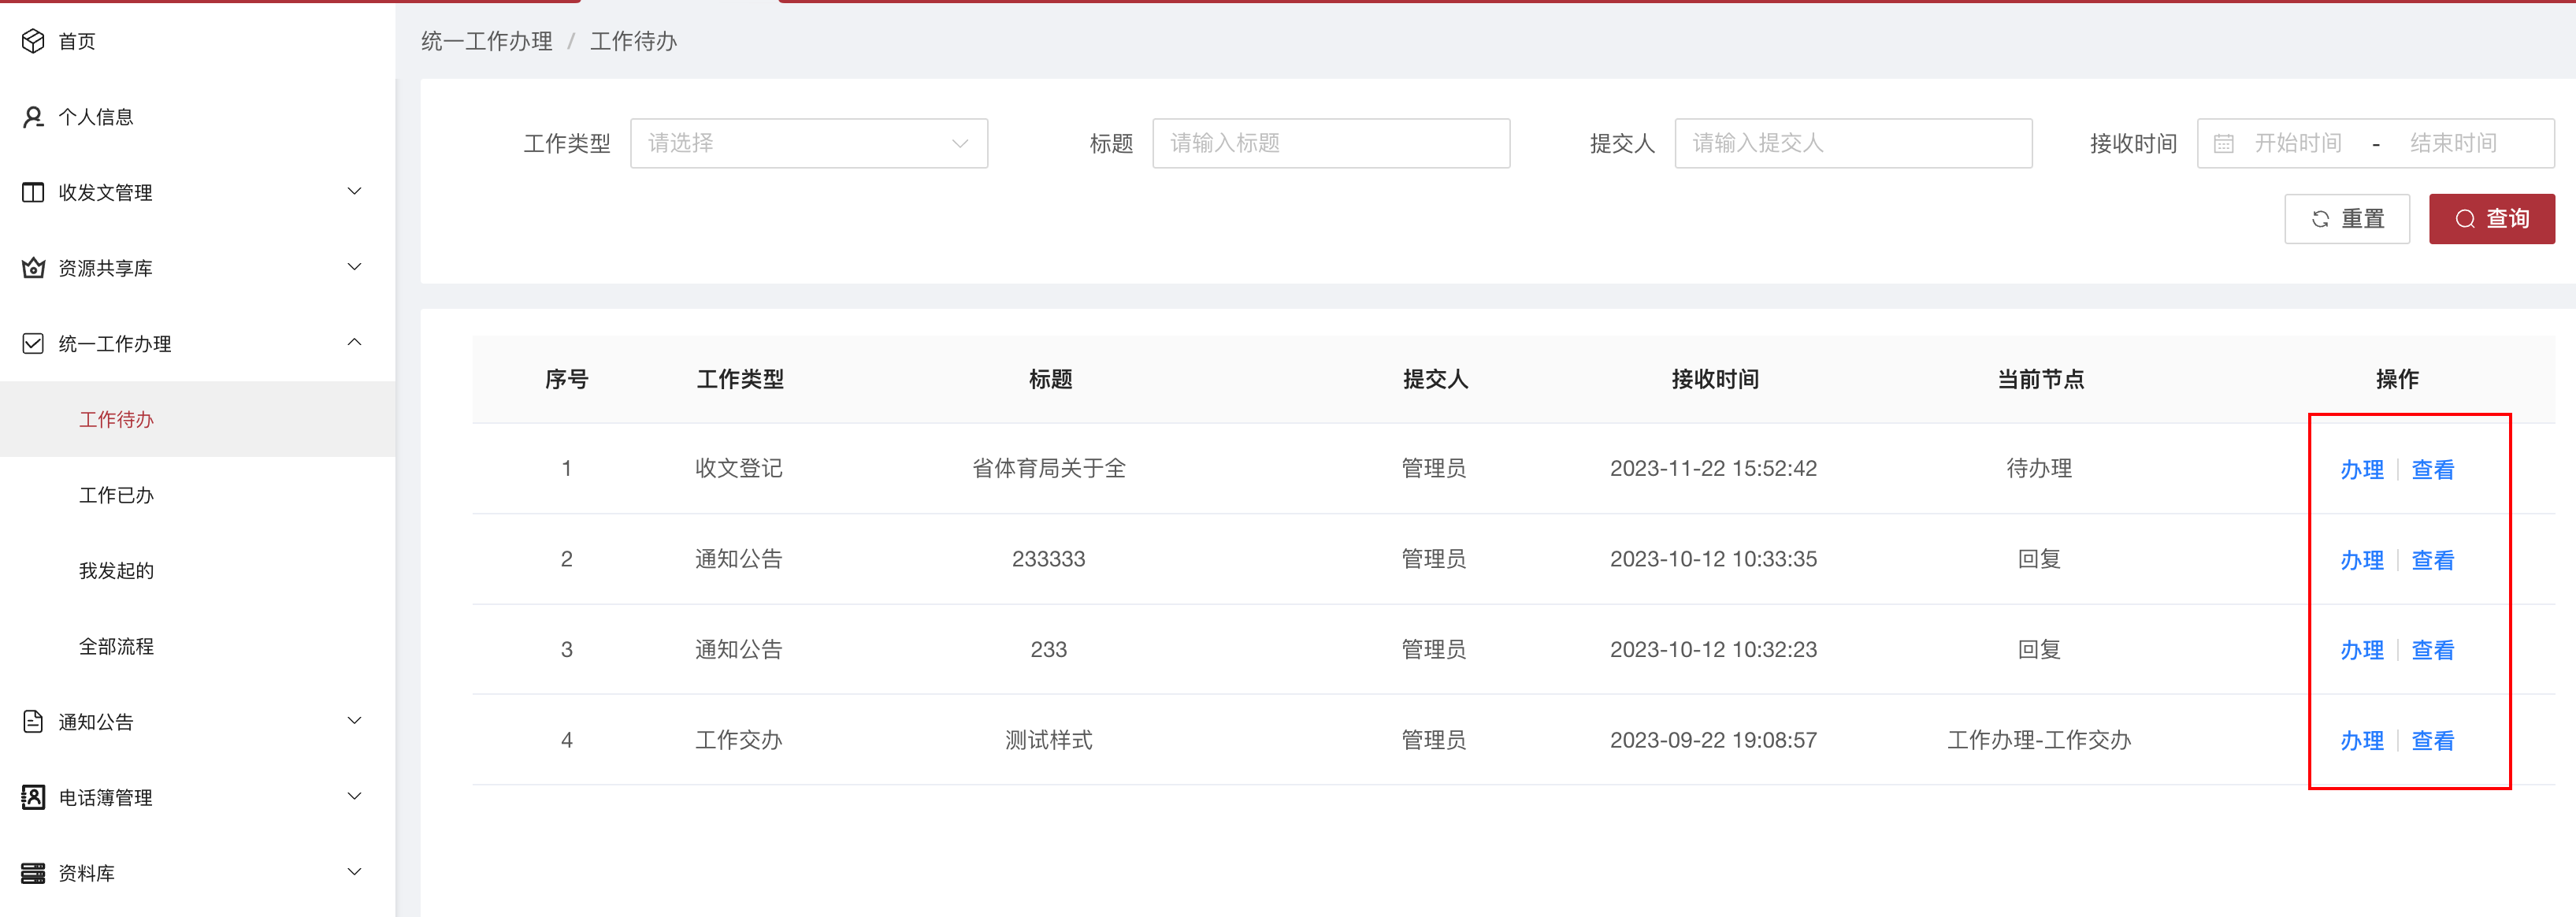 首页
个人信息
收发文管理
资源共享库
统一工作办理
工作待办
工作已办
我发起的
全部流程
通知公告
电话簿管理
资料库
统一工作办理 / 工作待办
工作类型 请选择 标题 请输入标题 提交人 请输入提交人 接收时间 开始时间 - 结束时间
重置 查询
序号 工作类型 标题 提交人 接收时间 当前节点 操作
1 收文登记 省体育局关于全 管理员 2023-11-22 15:52:42 待办理 办理 查看
2 通知公告 233333 管理员 2023-10-12 10:33:35 回复 办理 查看
3 通知公告 233 管理员 2023-10-12 10:32:23 回复 办理 查看
4 工作交办 测试样式 管理员 2023-09-22 19:08:57 工作办理-工作交办 办理 查看